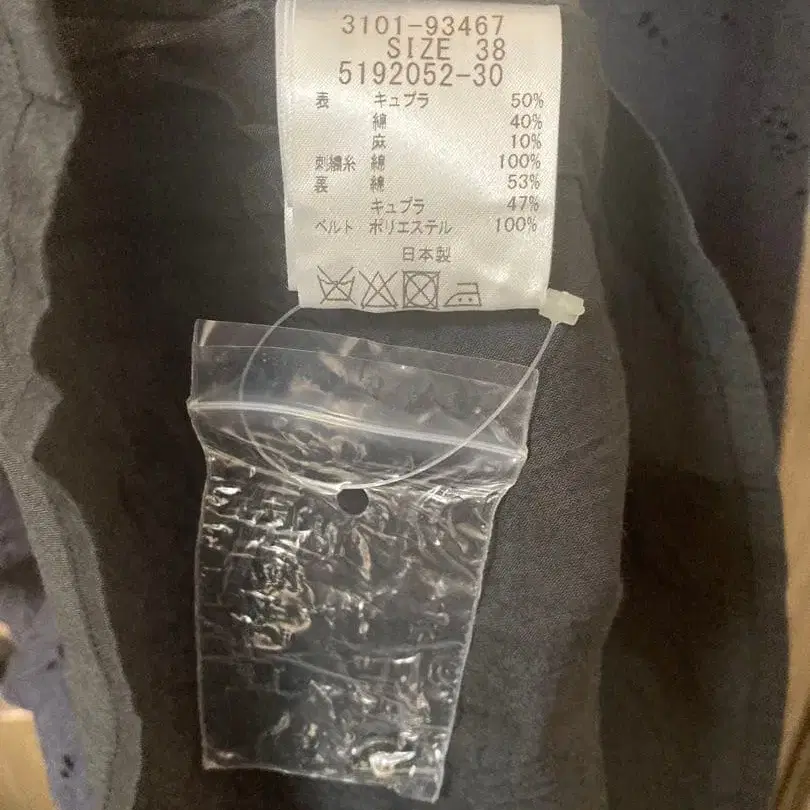 3101-93467
SIZE 38
5192052-30
表 キュプラ 50%
綿 40%
麻 10%
刺繍糸 綿 100%
裏 綿 53%
キュプラ 47%
ベルト ポリエステル 100%
日本製